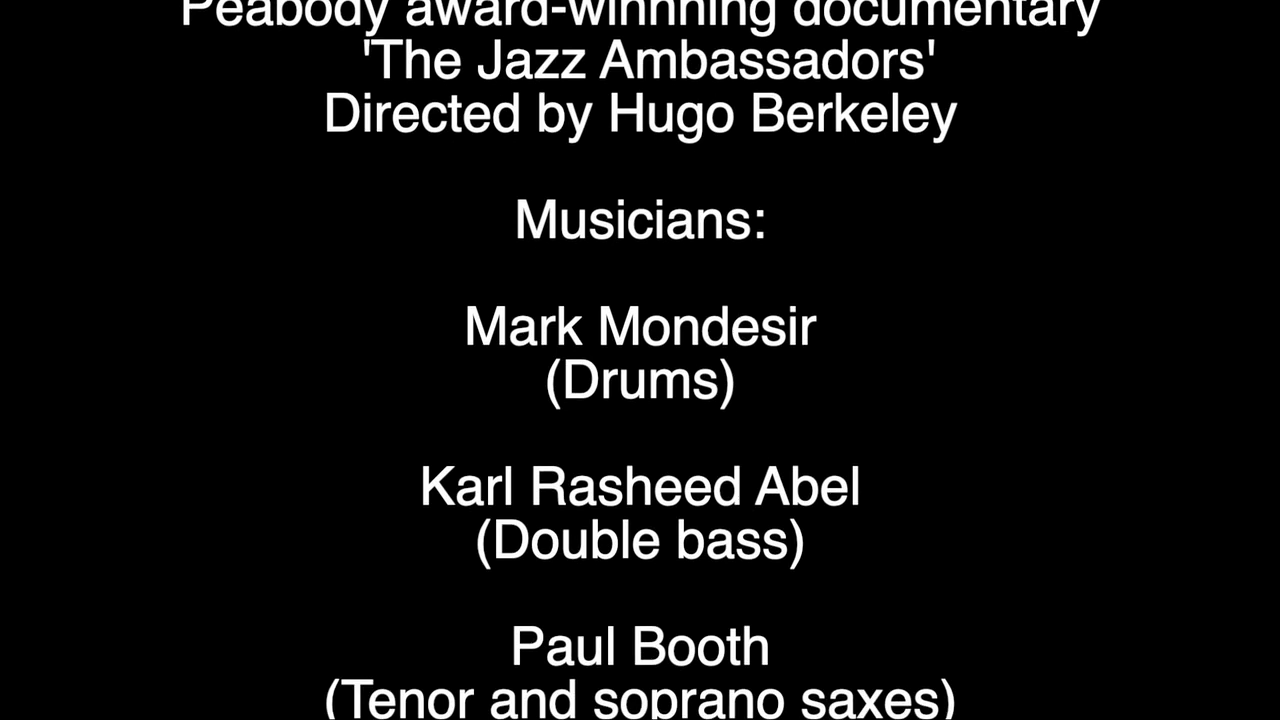 Peabody award-winnning documentary
'The Jazz Ambassadors'
Directed by Hugo Berkeley
Musicians:
Mark Mondesir
(Drums)
Karl Rasheed Abel
(Double bass)
Paul Booth
(Tenor and soprano saxes)